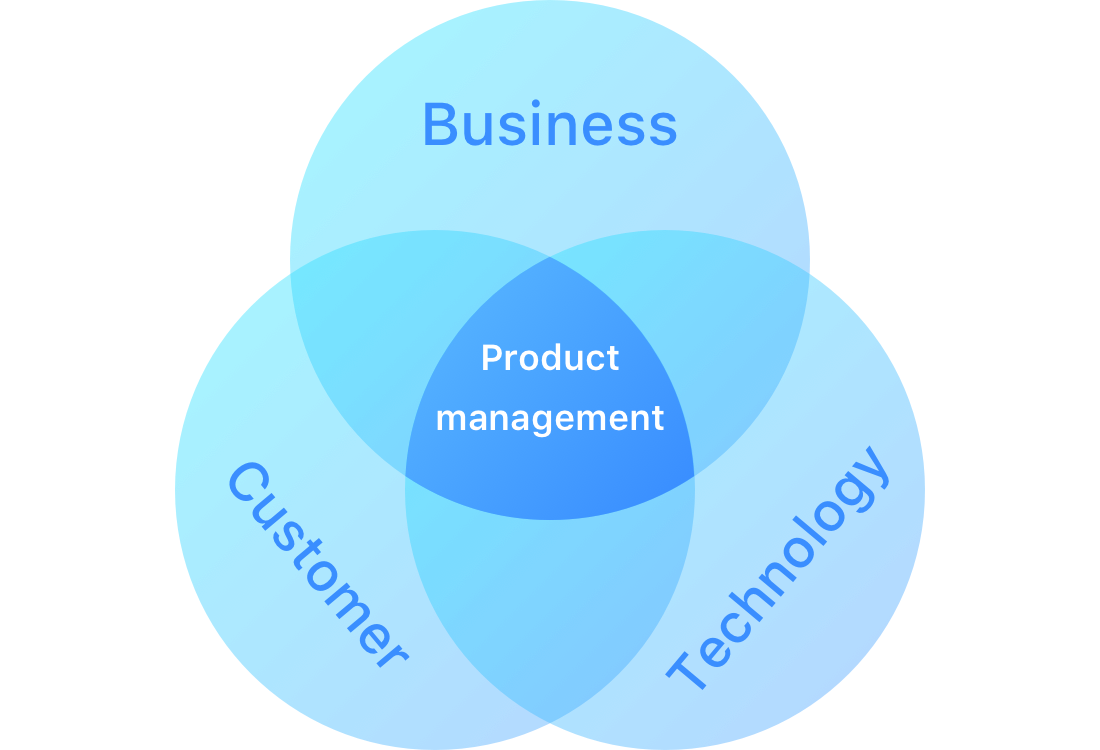 Business
Product
management
Customer
Technology